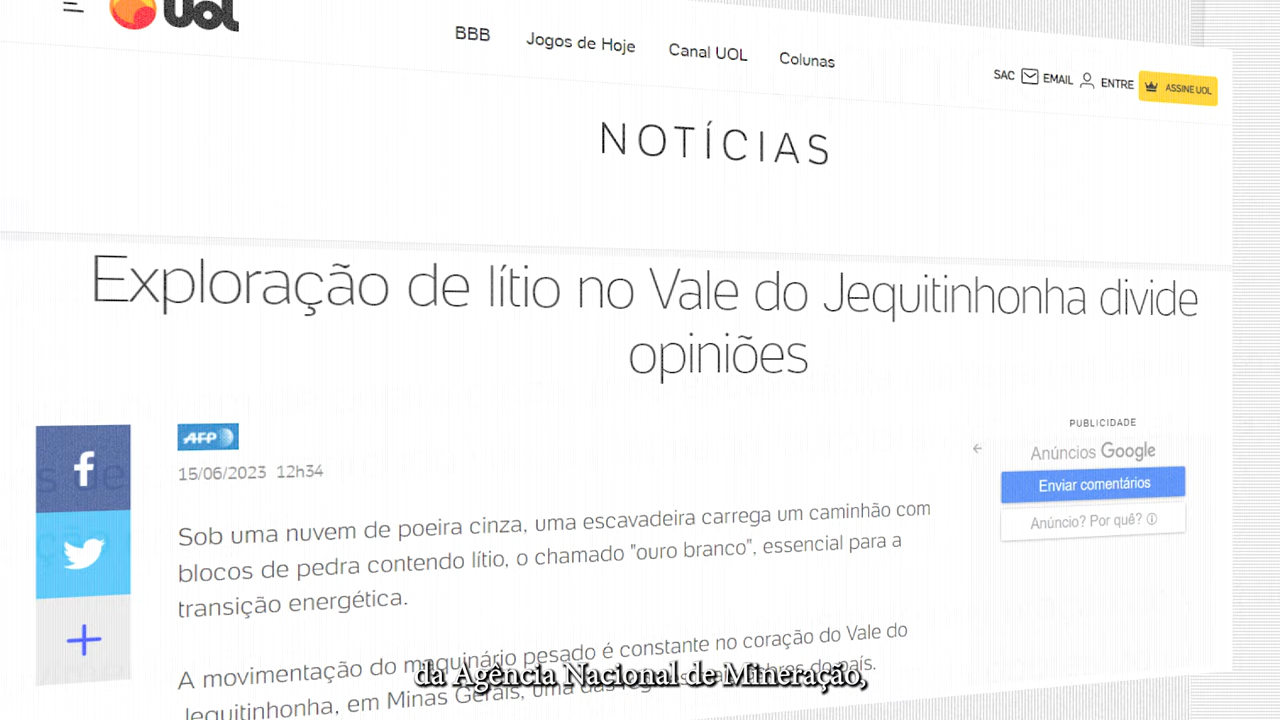 UOL
BBB
Jogos de Hoje
Canal UOL
Colunas
SAC
EMAIL
ENTRE
ASSINE UOL
NOTÍCIAS
Exploração de lítio no Vale do Jequitinhonha divide
opiniões
AFP
15/06/2023 12h34
PUBLICIDADE
Anúncios Google
Enviar comentários
Anúncio? Por quê?
Sob uma nuvem de poeira cinza, uma escavadeira carrega um caminhão com
blocos de pedra contendo lítio, o chamado "ouro branco", essencial para a
transição energética.
A movimentação do maquinário pesado é constante no coração do Vale do
Jequitinhonha, em Minas Gerais, uma das do país.
da Agência Nacional de Mineração,